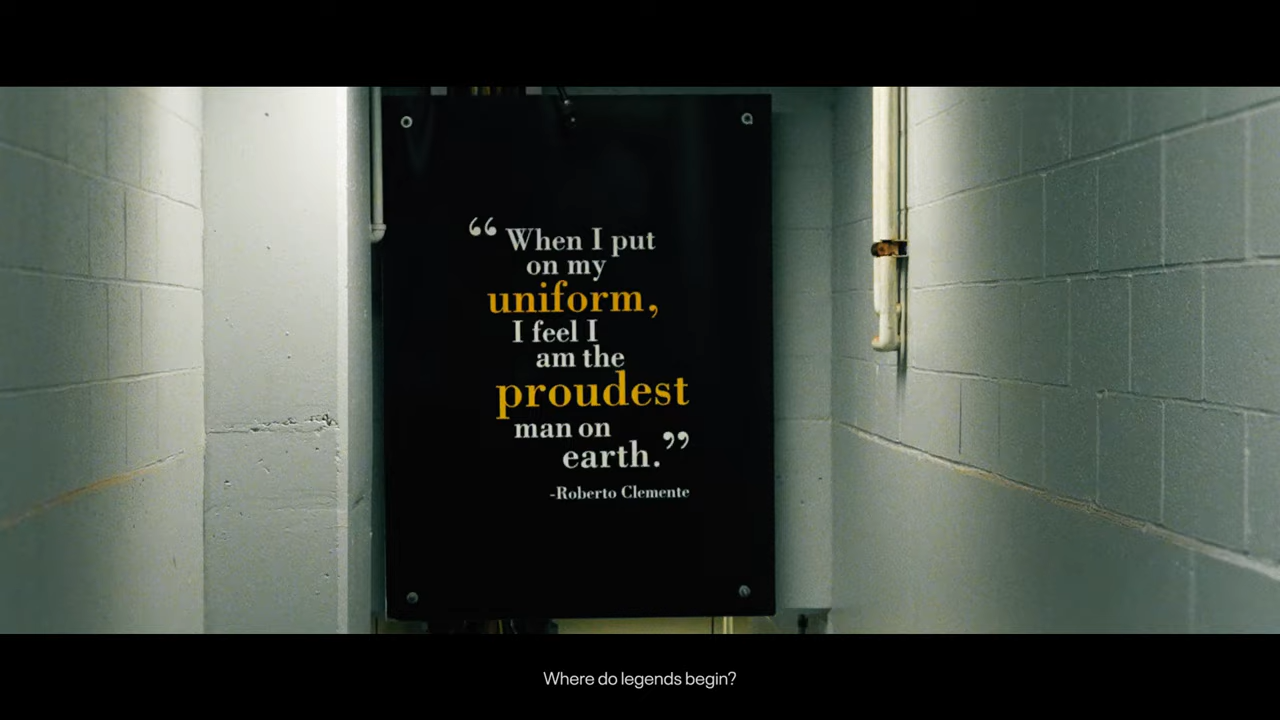 “When I put
on my
uniform,
I feel I
am the
proudest
man on
earth.”
-Roberto Clemente
Where do legends begin?